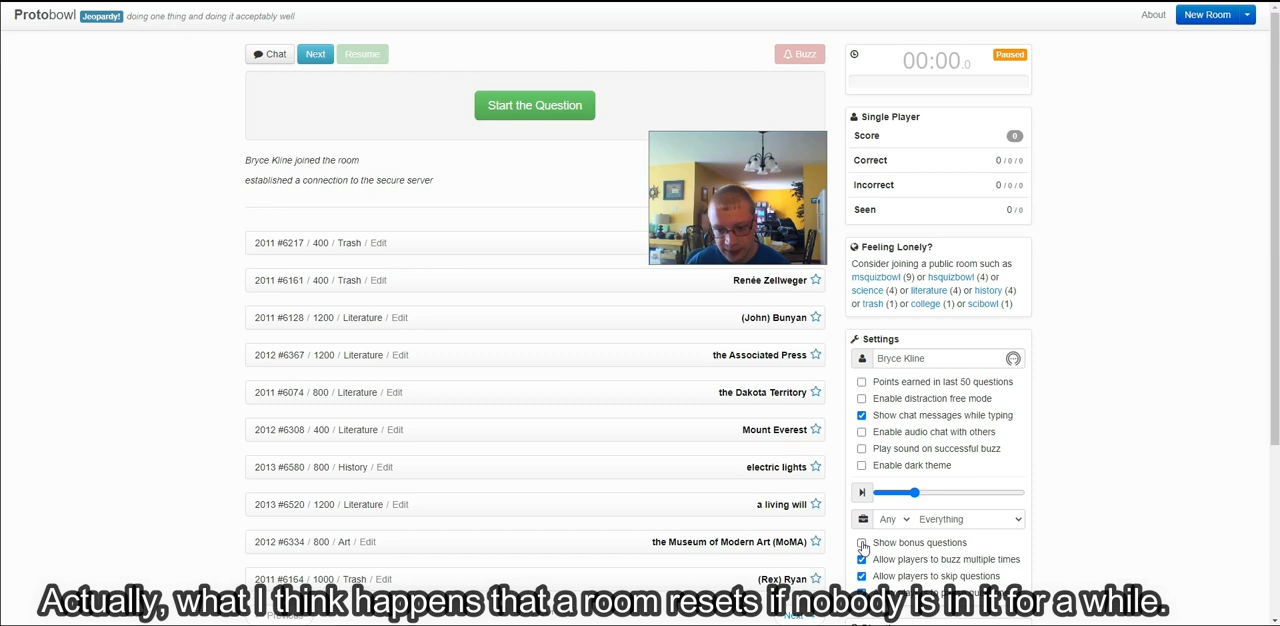 Protobowl Jeopardy! doing one thing and doing it acceptably well
About
New Room
Chat
Next
Resume
Buzz
00:00.0
Paused
Start the Question
Bryce Kline joined the room
established a connection to the secure server
2011 #6217 / 400 / Trash / Edit
2011 #6161 / 400 / Trash / Edit
Renée Zellweger
2011 #6128 / 1200 / Literature / Edit
(John) Bunyan
2012 #6367 / 1200 / Literature / Edit
the Associated Press
2011 #6074 / 800 / Literature / Edit
the Dakota Territory
2012 #6308 / 400 / Literature / Edit
Mount Everest
2013 #6580 / 800 / History / Edit
electric lights
2013 #6520 / 1200 / Literature / Edit
a living will
2012 #6334 / 800 / Art / Edit
the Museum of Modern Art (MoMA)
2011 #6164 / 1000 / Trash / Edit
(Rex) Ryan
Single Player
Score 0
Correct 0 / 0 / 0
Incorrect 0 / 0 / 0
Seen 0 / 0
Feeling Lonely?
Consider joining a public room such as
msquizbowl (9) or hsquizbowl (4) or
science (4) or literature (4) or history (4)
or trash (1) or college (1) or scibowl (1)
Settings
Bryce Kline
Points earned in last 50 questions
Enable distraction free mode
Show chat messages while typing
Enable audio chat with others
Play sound on successful buzz
Enable dark theme
Any Everything
Show bonus questions
Allow players to buzz multiple times
Allow players to skip questions
Actually, what I think happens that a room resets if nobody is in it for a while.